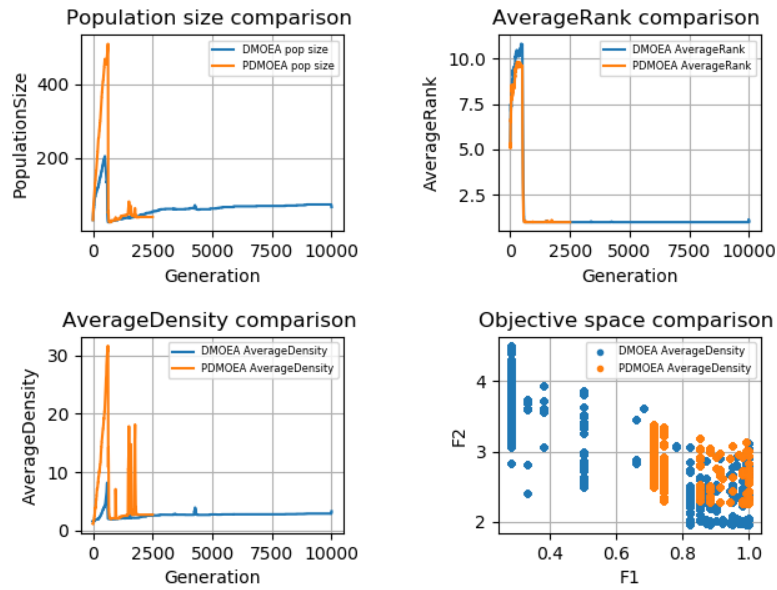 Population size comparison
DMOEA pop size
PDMOEA pop size
PopulationSize
400
200
0 2500 5000 7500 10000
Generation
AverageRank comparison
DMOEA AverageRank
PDMOEA AverageRank
AverageRank
10.0
7.5
5.0
2.5
0 2500 5000 7500 10000
Generation
AverageDensity comparison
DMOEA AverageDensity
PDMOEA AverageDensity
AverageDensity
30
20
10
0
0 2500 5000 7500 10000
Generation
Objective space comparison
DMOEA AverageDensity
PDMOEA AverageDensity
F2
4
3
2
0.4 0.6 0.8 1.0
F1